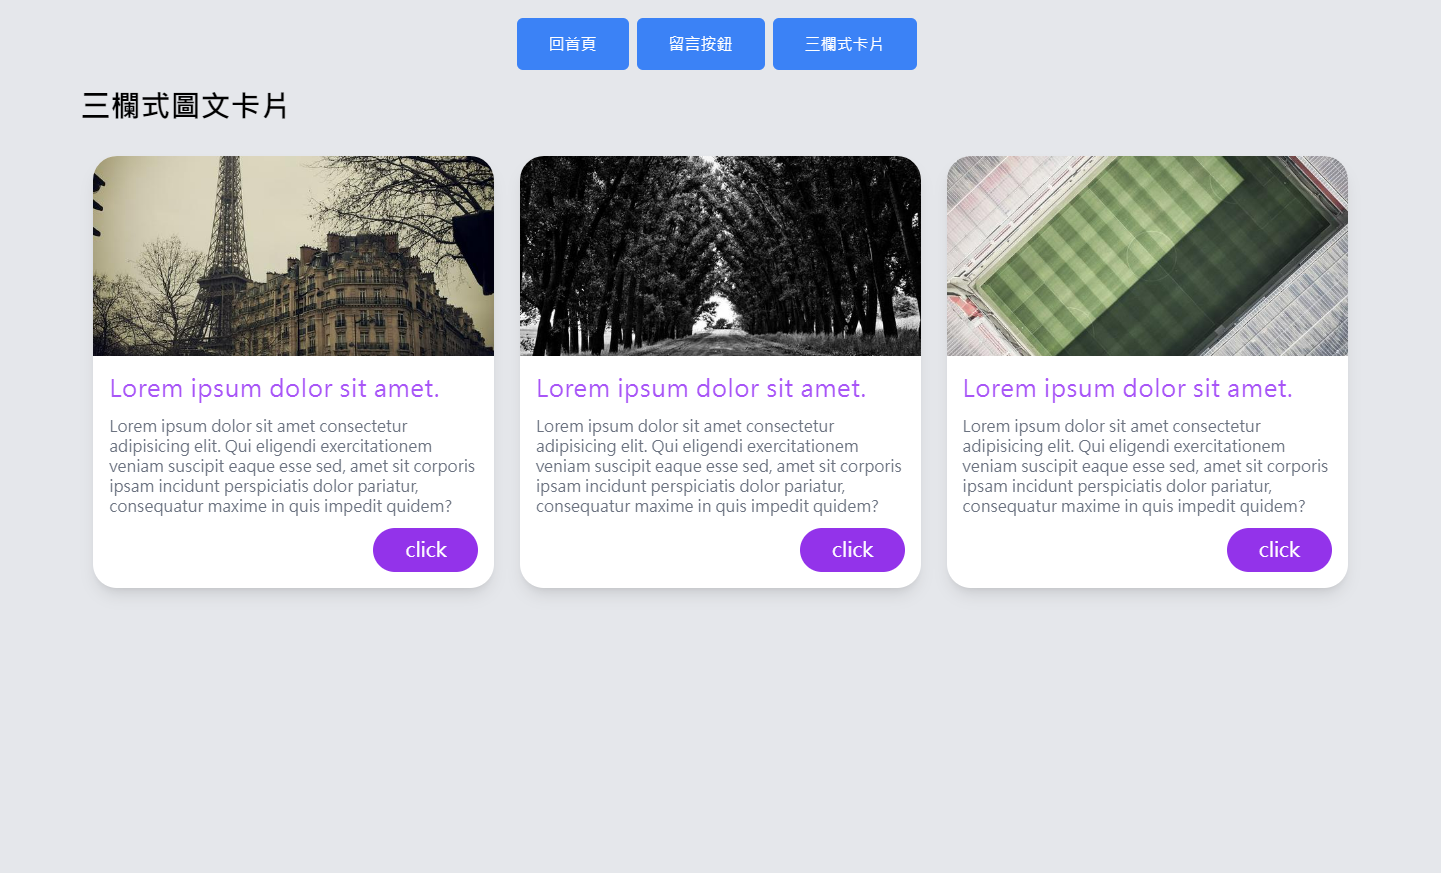 回首頁 留言按鈕 三欄式卡片
三欄式圖文卡片
Lorem ipsum dolor sit amet.
Lorem ipsum dolor sit amet consectetur
adipisicing elit. Qui eligendi exercitationem
veniam suscipit eaque esse sed, amet sit corporis
ipsam incidunt perspiciatis dolor pariatur,
consequatur maxime in quis impedit quidem?
click
Lorem ipsum dolor sit amet.
Lorem ipsum dolor sit amet consectetur
adipisicing elit. Qui eligendi exercitationem
veniam suscipit eaque esse sed, amet sit corporis
ipsam incidunt perspiciatis dolor pariatur,
consequatur maxime in quis impedit quidem?
click
Lorem ipsum dolor sit amet.
Lorem ipsum dolor sit amet consectetur
adipisicing elit. Qui eligendi exercitationem
veniam suscipit eaque esse sed, amet sit corporis
ipsam incidunt perspiciatis dolor pariatur,
consequatur maxime in quis impedit quidem?
click